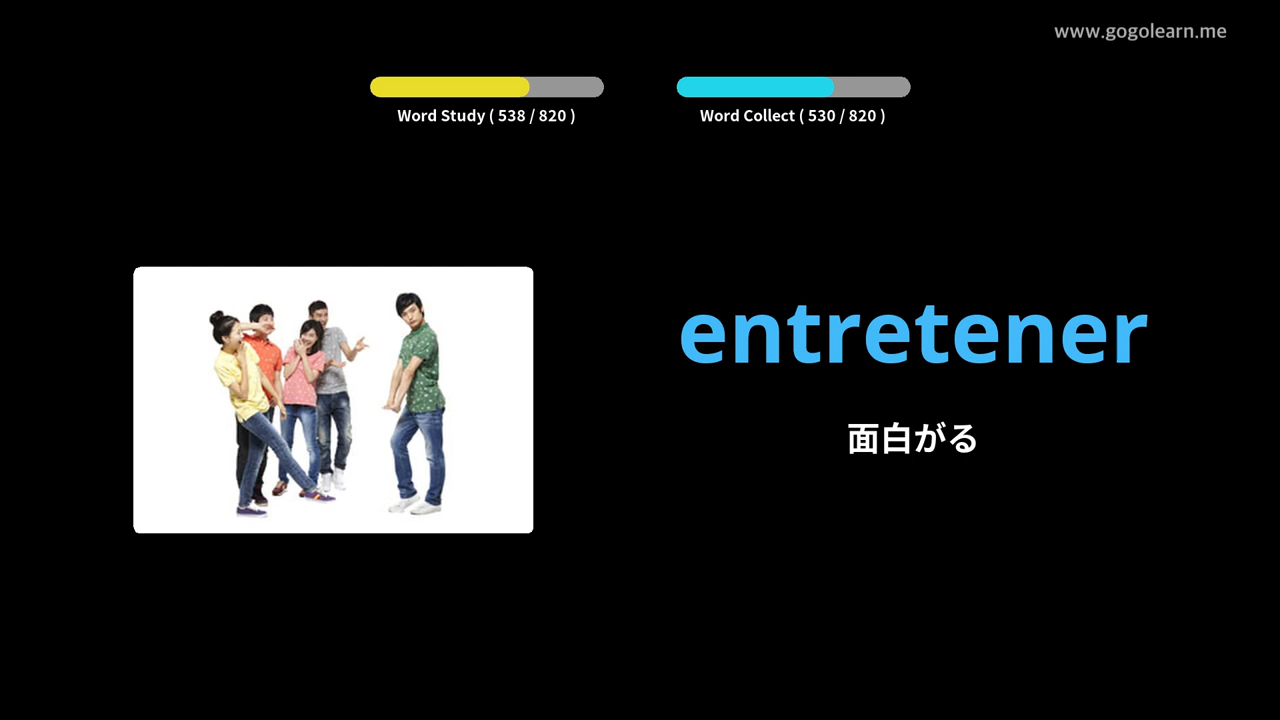 www.gogolearn.me
Word Study ( 538 / 820 )
Word Collect ( 530 / 820 )
entretener
面白がる